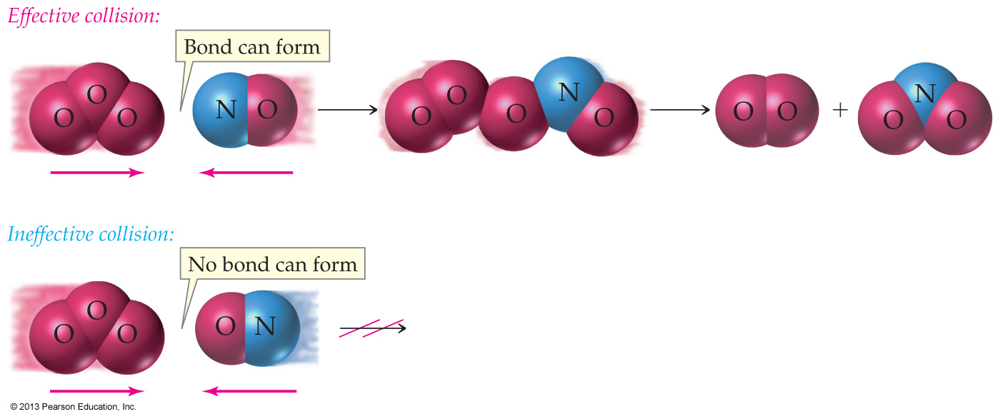 Effective collision:
Bond can form
O O O N O O O O N O O O + O N O
Ineffective collision:
No bond can form
O O O O N
© 2013 Pearson Education, Inc.